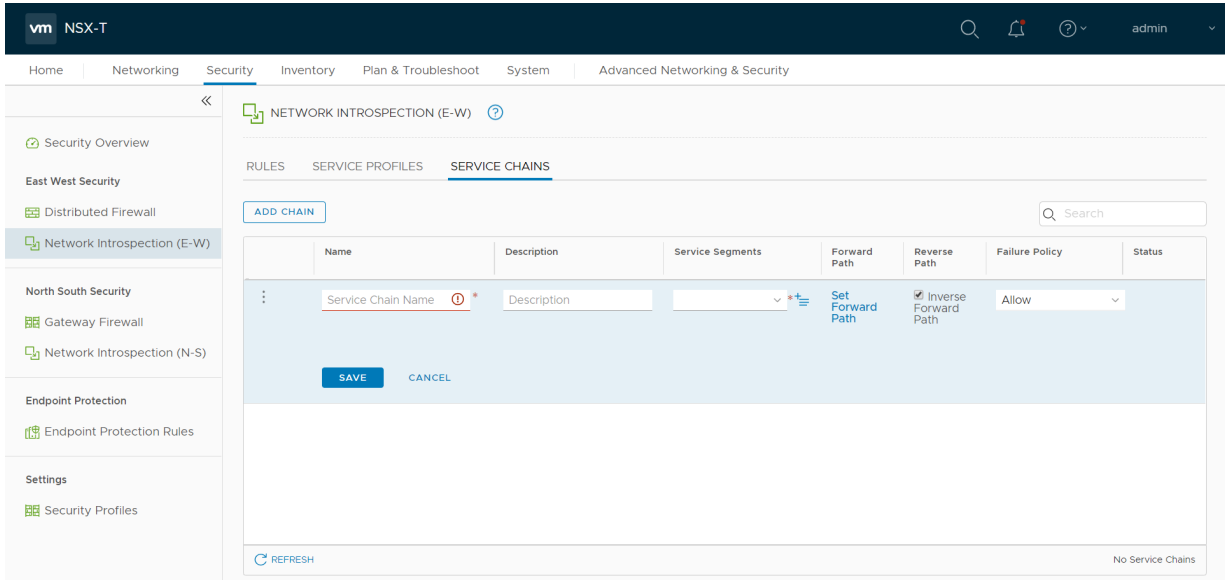 vm NSX-T
admin
Home Networking Security Inventory Plan & Troubleshoot System Advanced Networking & Security
Security Overview
East West Security
Distributed Firewall
Network Introspection (E-W)
North South Security
Gateway Firewall
Network Introspection (N-S)
Endpoint Protection
Endpoint Protection Rules
Settings
Security Profiles
NETWORK INTROSPECTION (E-W) ?
RULES SERVICE PROFILES SERVICE CHAINS
ADD CHAIN
Search
Name Description Service Segments Forward Path Reverse Path Failure Policy Status
Service Chain Name * Description * Set Forward Path Inverse Forward Path Allow
SAVE CANCEL
REFRESH No Service Chains